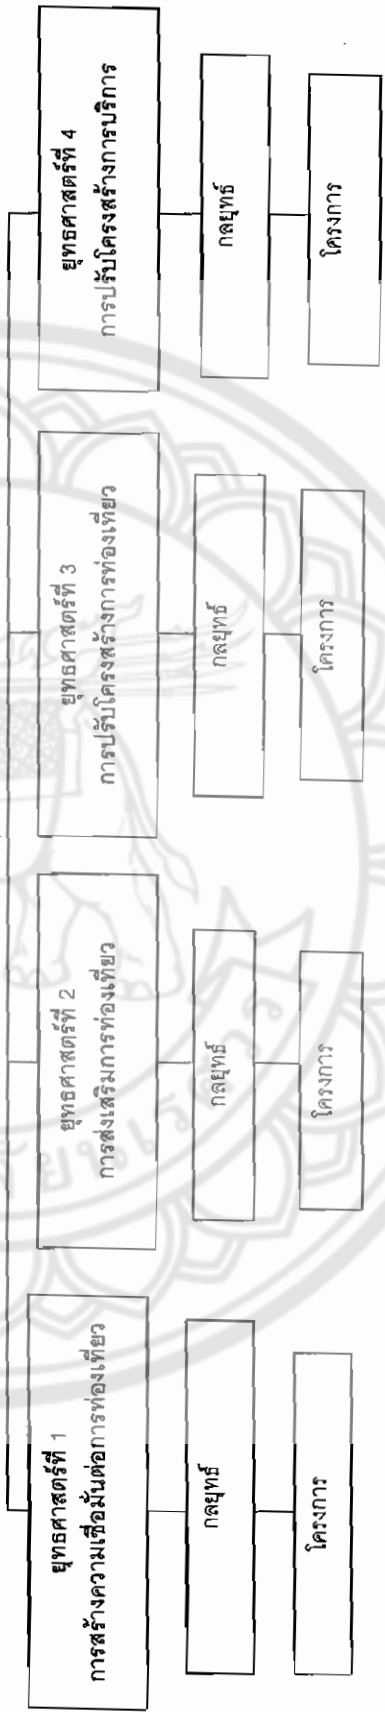 ยุทธศาสตร์ที่ 1
การสร้างความเชื่อมั่นต่อการท่องเที่ยว
กลยุทธ์
โครงการ
ยุทธศาสตร์ที่ 2
การส่งเสริมการท่องเที่ยว
กลยุทธ์
โครงการ
ยุทธศาสตร์ที่ 3
การปรับโครงสร้างการท่องเที่ยว
กลยุทธ์
โครงการ
ยุทธศาสตร์ที่ 4
การปรับโครงสร้างการบริการ
กลยุทธ์
โครงการ